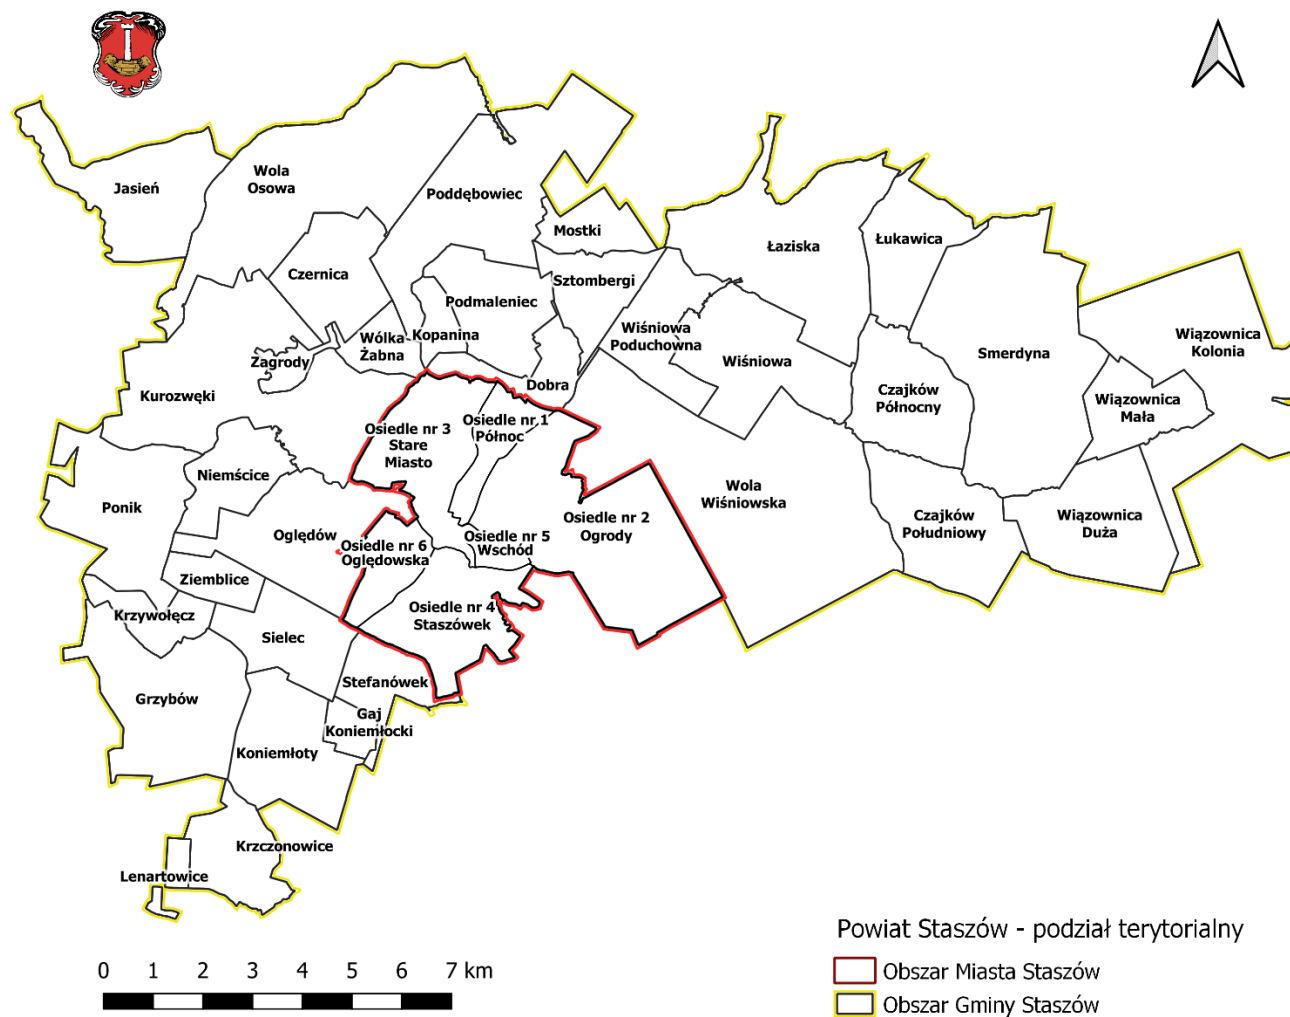 Jasień
Wola
Osowa
Poddębowiec
Mostki
Łaziska
Łukawica
Czernica
Sztombergi
Podmaleniec
Wiązownica
Kolonia
Kopanina
Wólka
Żabna
Wiśniowa
Poduchowna
Wiśniowa
Smerdyna
Zagrody
Dobra
Czajków
Północny
Wiązownica
Mała
Kurozwęki
Osiedle nr 3
Stare
Miasto
Osiedle nr 1
Północ
Niemścice
Wola
Wiśniowska
Ponik
Oględów
Osiedle nr 2
Ogrody
Czajków
Południowy
Wiązownica
Duża
Osiedle nr 6
Oględowska
Osiedle nr 5
Wschód
Ziemblice
Krzywołęcz
Osiedle nr 4
Staszówek
Sielec
Stefanówek
Grzybów
Gaj
Koniemłocki
Koniemłoty
Krzczonowice
Lenartowice
Powiat Staszów - podział terytorialny
Obszar Miasta Staszów
Obszar Gminy Staszów
0 1 2 3 4 5 6 7 km